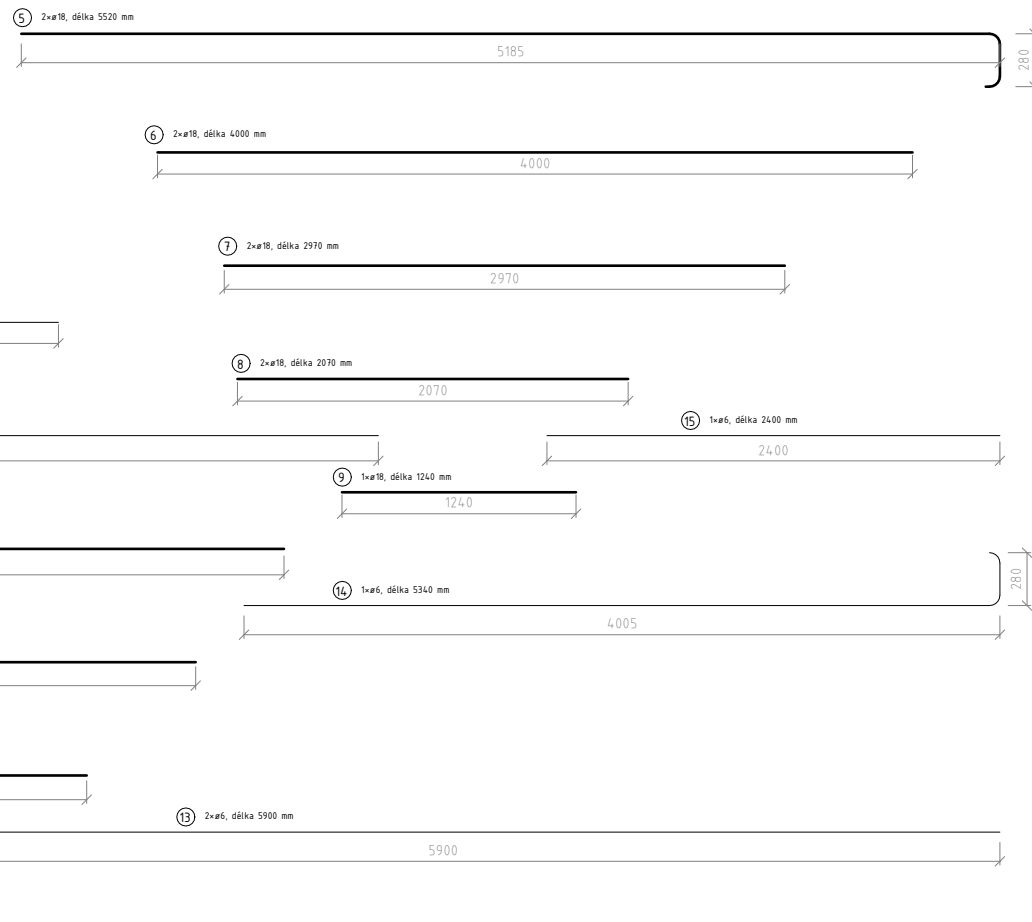 5 2×ø18, délka 5520 mm
5185
280
6 2×ø18, délka 4000 mm
4000
7 2×ø18, délka 2970 mm
2970
8 2×ø18, délka 2070 mm
2070
15 1×ø6, délka 2400 mm
2400
9 1×ø18, délka 1240 mm
1240
14 1×ø6, délka 5340 mm
280
4005
13 2×ø6, délka 5900 mm
5900